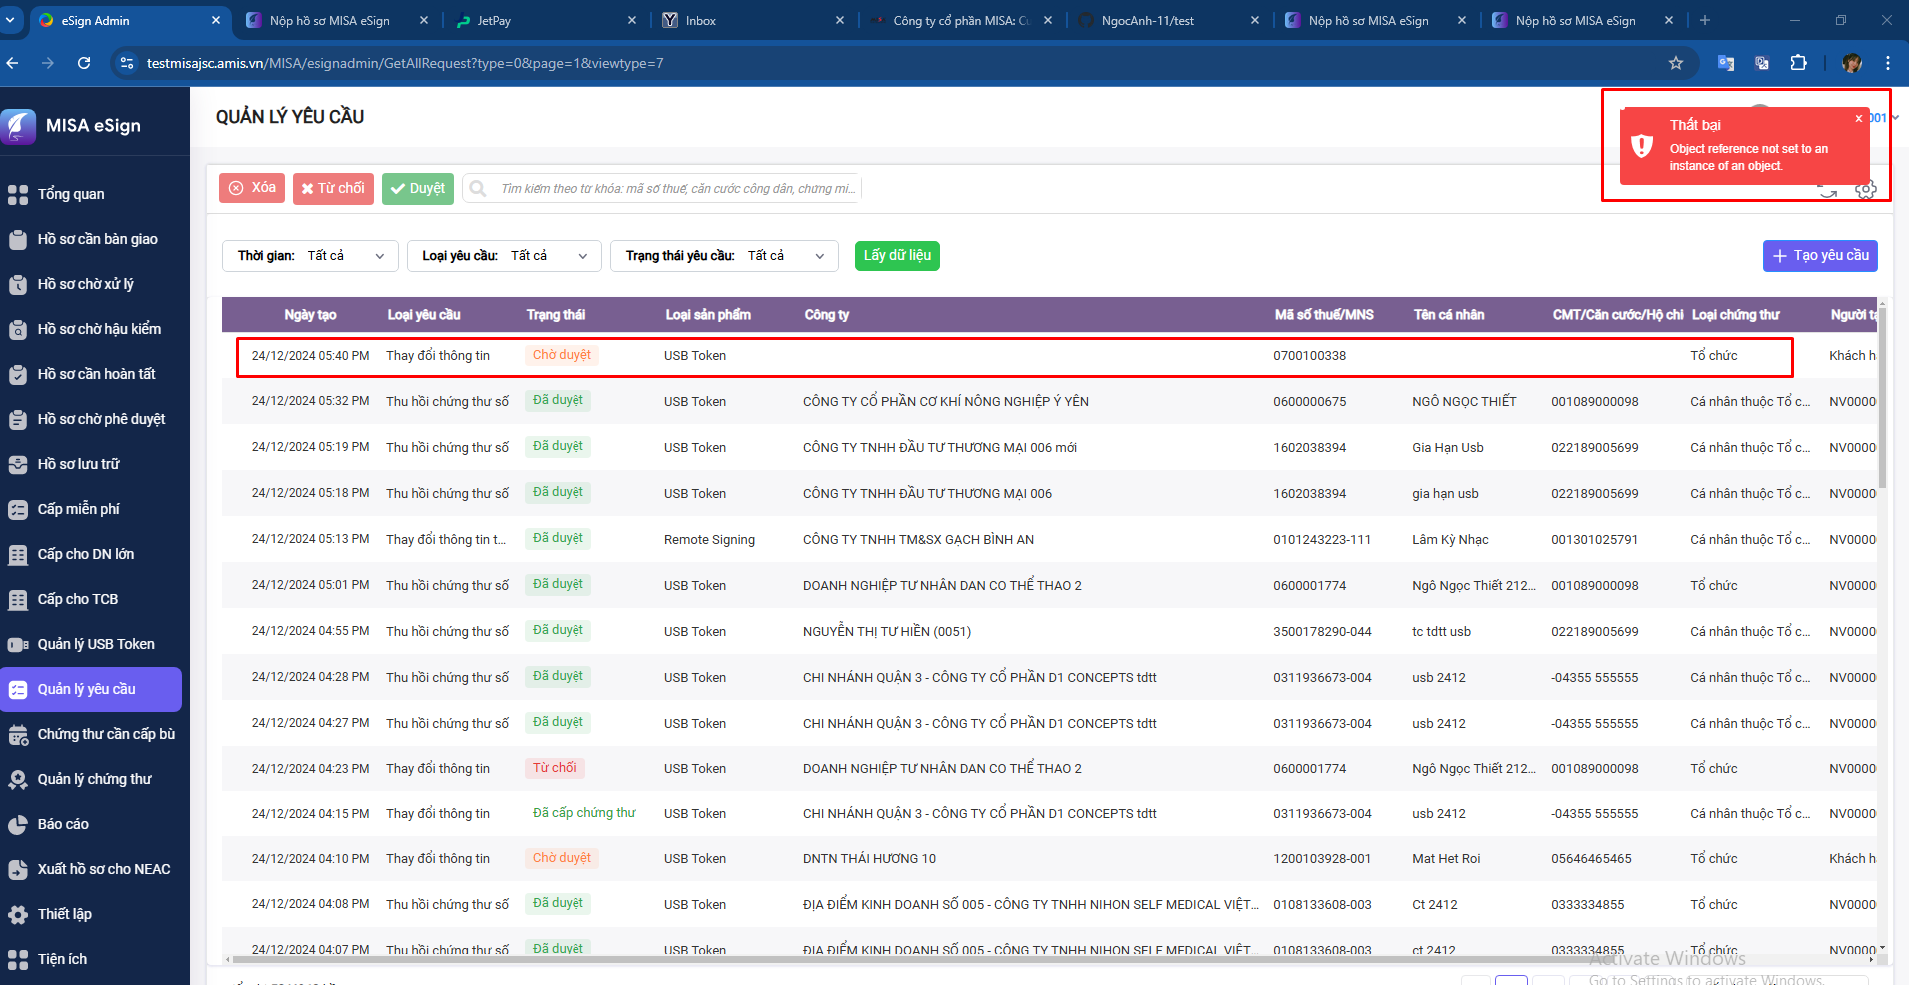 eSign Admin
Nộp hồ sơ MISA eSign
JetPay
Inbox
Công ty cổ phần MISA: Cu
NgocAnh-11/test
Nộp hồ sơ MISA eSign
Nộp hồ sơ MISA eSign
testmisajsc.amis.vn/MISA/esignadmin/GetAllRequest?type=0&page=1&viewtype=7
MISA eSign
QUẢN LÝ YÊU CẦU
001
Thất bại
Object reference not set to an
instance of an object.
Xóa
Từ chối
Duyệt
Tìm kiếm theo từ khóa: mã số thuế, căn cước công dân, chứng mi...
Thời gian: Tất cả
Loại yêu cầu: Tất cả
Trạng thái yêu cầu: Tất cả
Lấy dữ liệu
Tạo yêu cầu
Tổng quan
Hồ sơ cần bàn giao
Hồ sơ chờ xử lý
Hồ sơ chờ hậu kiểm
Hồ sơ cần hoàn tất
Hồ sơ chờ phê duyệt
Hồ sơ lưu trữ
Cấp miễn phí
Cấp cho DN lớn
Cấp cho TCB
Quản lý USB Token
Quản lý yêu cầu
Chứng thư cần cấp bù
Quản lý chứng thư
Báo cáo
Xuất hồ sơ cho NEAC
Thiết lập
Tiện ích
Ngày tạo Loại yêu cầu Trạng thái Loại sản phẩm Công ty Mã số thuế/MNS Tên cá nhân CMT/Căn cước/Hộ chi Loại chứng thư Người tạ
24/12/2024 05:40 PM Thay đổi thông tin Chờ duyệt USB Token 0700100338 Tổ chức Khách h
24/12/2024 05:32 PM Thu hồi chứng thư số Đã duyệt USB Token CÔNG TY CỔ PHẦN CƠ KHÍ NÔNG NGHIỆP Ý YÊN 0600000675 NGÔ NGỌC THIẾT 001089000098 Cá nhân thuộc Tổ c... NV0000
24/12/2024 05:19 PM Thu hồi chứng thư số Đã duyệt USB Token CÔNG TY TNHH ĐẦU TƯ THƯƠNG MẠI 006 mới 1602038394 Gia Hạn Usb 022189005699 Cá nhân thuộc Tổ c... NV0000
24/12/2024 05:18 PM Thu hồi chứng thư số Đã duyệt USB Token CÔNG TY TNHH ĐẦU TƯ THƯƠNG MẠI 006 1602038394 gia hạn usb 022189005699 Cá nhân thuộc Tổ c... NV0000
24/12/2024 05:13 PM Thay đổi thông tin t... Đã duyệt Remote Signing CÔNG TY TNHH TM&SX GẠCH BÌNH AN 0101243223-111 Lâm Kỳ Nhạc 001301025791 Cá nhân thuộc Tổ c... NV0000
24/12/2024 05:01 PM Thu hồi chứng thư số Đã duyệt USB Token DOANH NGHIỆP TƯ NHÂN DAN CO THỂ THAO 2 0600001774 Ngô Ngọc Thiết 212... 001089000098 Tổ chức NV0000
24/12/2024 04:55 PM Thu hồi chứng thư số Đã duyệt USB Token NGUYỄN THỊ TƯ HIỀN (0051) 3500178290-044 tc tdtt usb 022189005699 Cá nhân thuộc Tổ c... NV0000
24/12/2024 04:28 PM Thu hồi chứng thư số Đã duyệt USB Token CHI NHÁNH QUẬN 3 - CÔNG TY CỔ PHẦN D1 CONCEPTS tdtt 0311936673-004 usb 2412 -04355 555555 Cá nhân thuộc Tổ c... NV0000
24/12/2024 04:27 PM Thu hồi chứng thư số Đã duyệt USB Token CHI NHÁNH QUẬN 3 - CÔNG TY CỔ PHẦN D1 CONCEPTS tdtt 0311936673-004 usb 2412 -04355 555555 Cá nhân thuộc Tổ c... NV0000
24/12/2024 04:23 PM Thay đổi thông tin Từ chối USB Token DOANH NGHIỆP TƯ NHÂN DAN CO THỂ THAO 2 0600001774 Ngô Ngọc Thiết 212... 001089000098 Tổ chức NV0000
24/12/2024 04:15 PM Thay đổi thông tin Đã cấp chứng thư USB Token CHI NHÁNH QUẬN 3 - CÔNG TY CỔ PHẦN D1 CONCEPTS tdtt 0311936673-004 usb 2412 -04355 555555 Cá nhân thuộc Tổ c... NV0000
24/12/2024 04:10 PM Thay đổi thông tin Chờ duyệt USB Token DNTN THÁI HƯƠNG 10 1200103928-001 Mat Het Roi 05646465465 Tổ chức Khách h
24/12/2024 04:08 PM Thu hồi chứng thư số Đã duyệt USB Token ĐỊA ĐIỂM KINH DOANH SỐ 005 - CÔNG TY TNHH NIHON SELF MEDICAL VIỆT... 0108133608-003 Ct 2412 0333334855 Tổ chức NV0000
24/12/2024 04:07 PM Thu hồi chứng thư số Đã duyệt USB Token ĐỊA ĐIỂM KINH DOANH SỐ 005 - CÔNG TY TNHH NIHON SELF MEDICAL VIỆT... 0108133608-003 ct 2412 0333334855 Tổ chức NV0000
Activate Windows
Go to Settings to activate Windows.